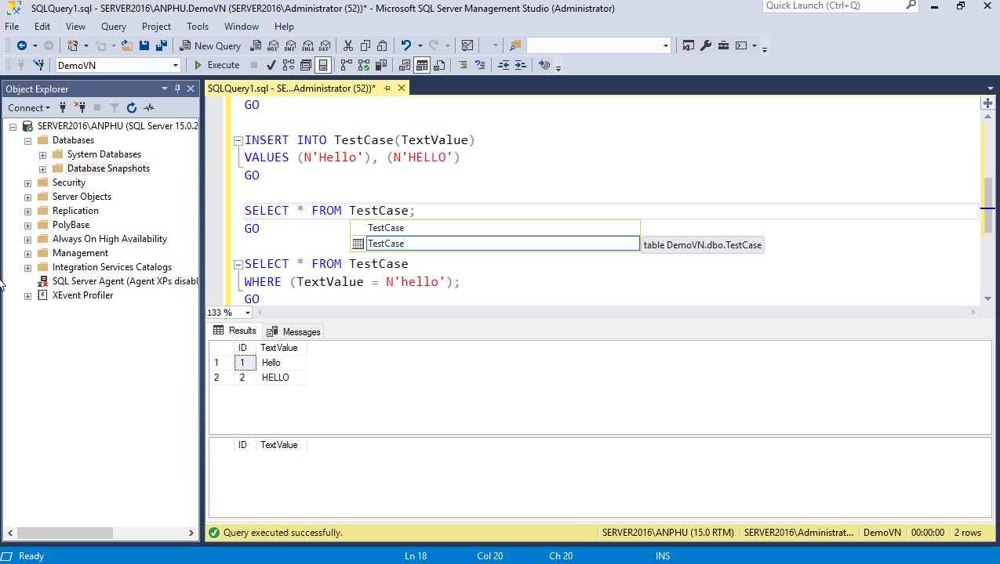 SQLQuery1.sql - SERVER2016\ANPHU.DemoVN (SERVER2016\Administrator (52))* - Microsoft SQL Server Management Studio (Administrator)
Quick Launch (Ctrl+Q)
File Edit View Query Project Tools Window Help
New Query
MDX DMX XMLA DAX
DemoVN
Execute
Object Explorer
Connect
SERVER2016\ANPHU (SQL Server 15.0.2
Databases
System Databases
Database Snapshots
Security
Server Objects
Replication
PolyBase
Always On High Availability
Management
Integration Services Catalogs
SQL Server Agent (Agent XPs disabl
XEvent Profiler
SQLQuery1.sql - SE...Administrator (52))*
GO
INSERT INTO TestCase(TextValue)
VALUES (N'Hello'), (N'HELLO')
GO
SELECT * FROM TestCase;
GO
TestCase
TestCase
table DemoVN.dbo.TestCase
SELECT * FROM TestCase
WHERE (TextValue = N'hello');
GO
133 %
Results Messages
ID TextValue
1 1 Hello
2 2 HELLO
ID TextValue
Query executed successfully.
SERVER2016\ANPHU (15.0 RTM) SERVER2016\Administrat... DemoVN 00:00:00 2 rows
Ready Ln 18 Col 20 Ch 20 INS